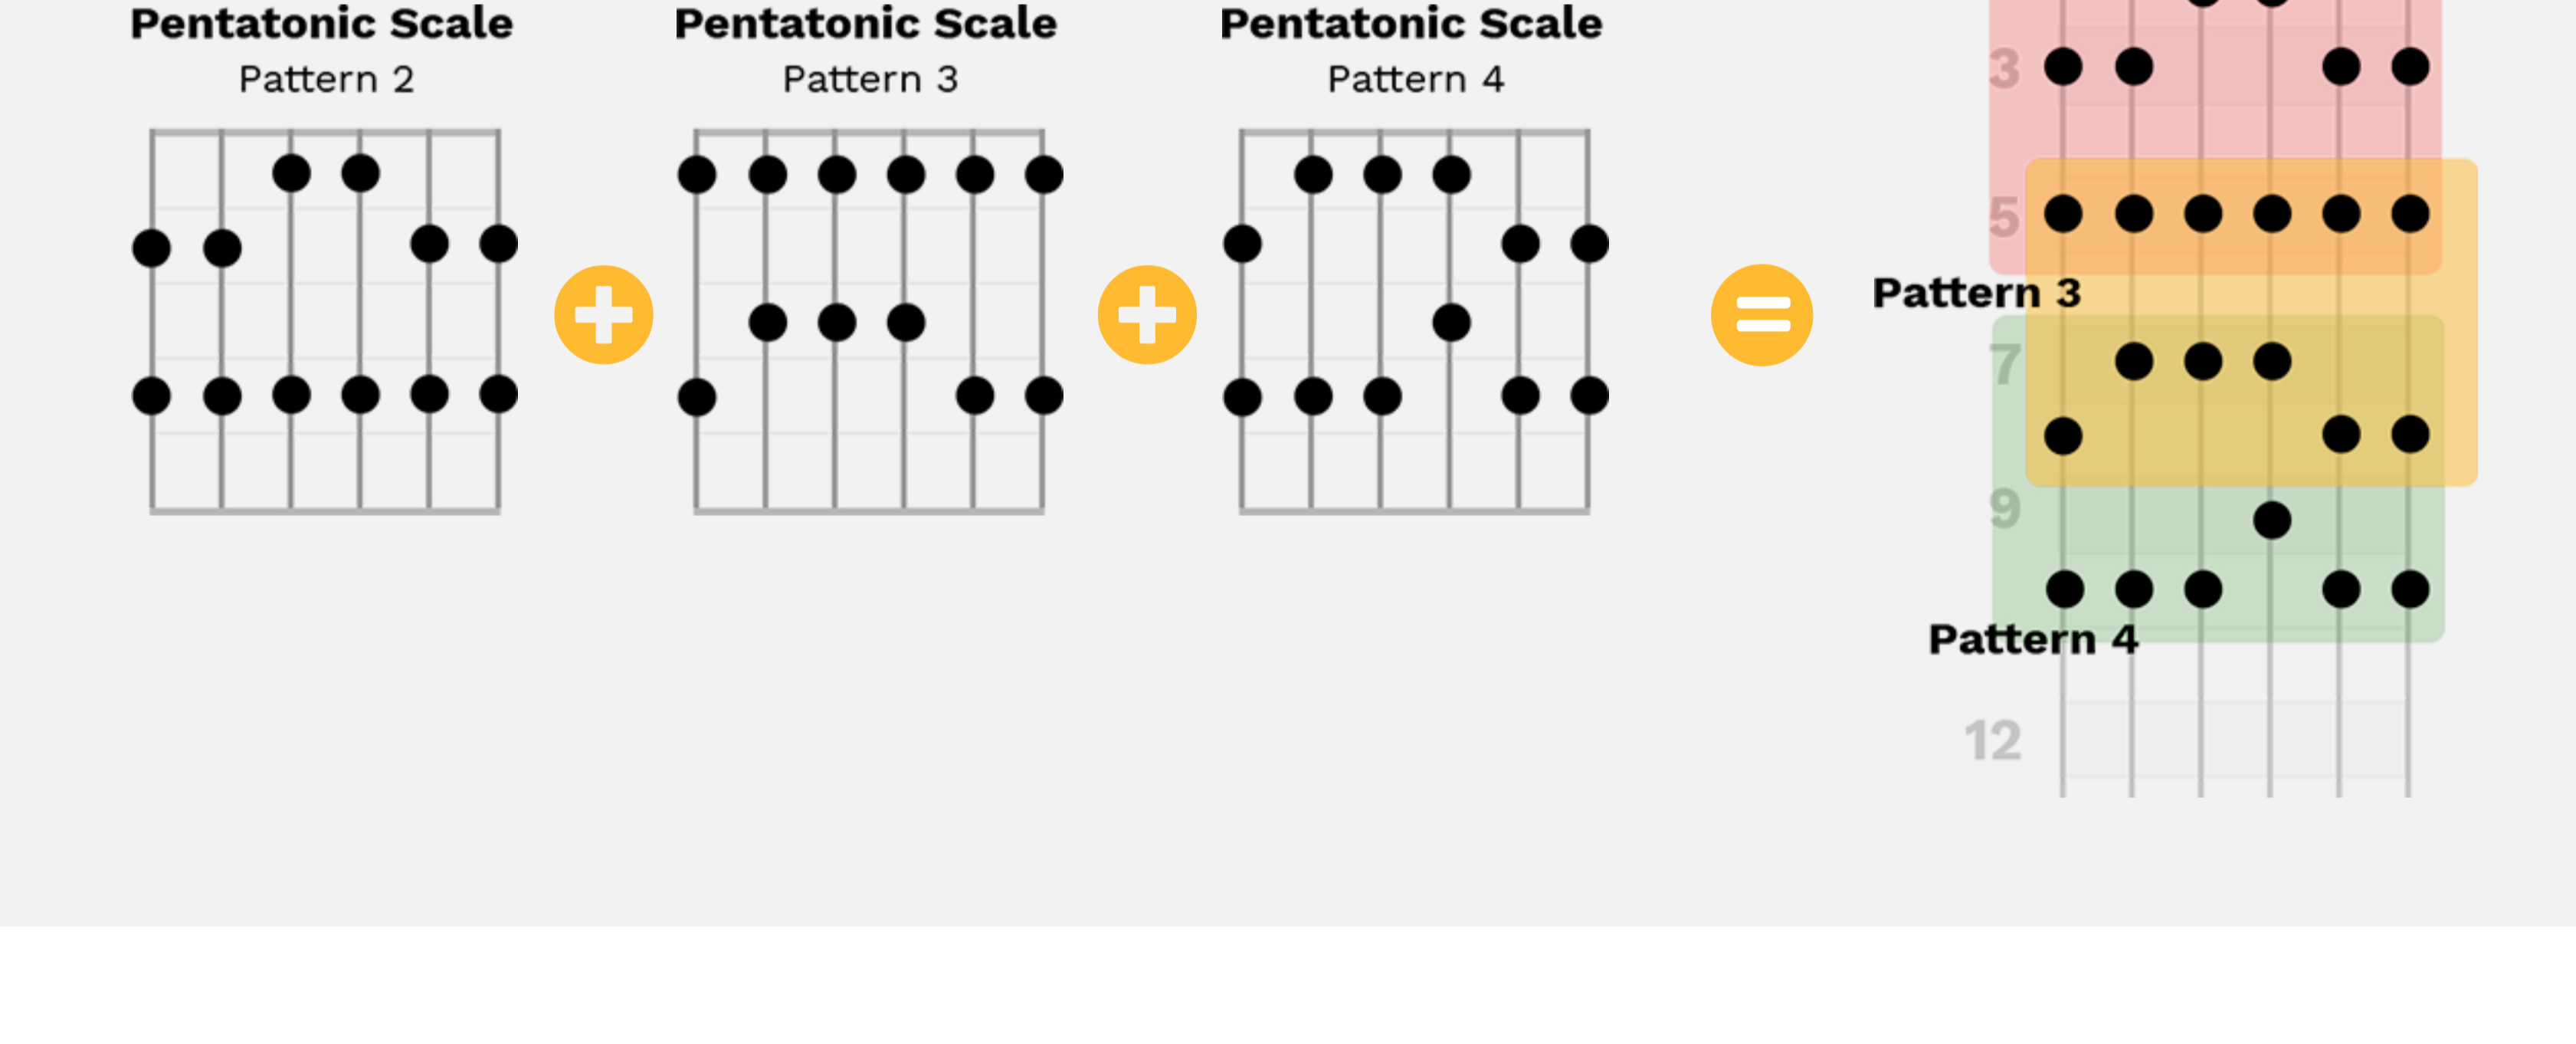 Pentatonic Scale
Pattern 2
Pentatonic Scale
Pattern 3
Pentatonic Scale
Pattern 4
3
5
Pattern 3
7
9
Pattern 4
12